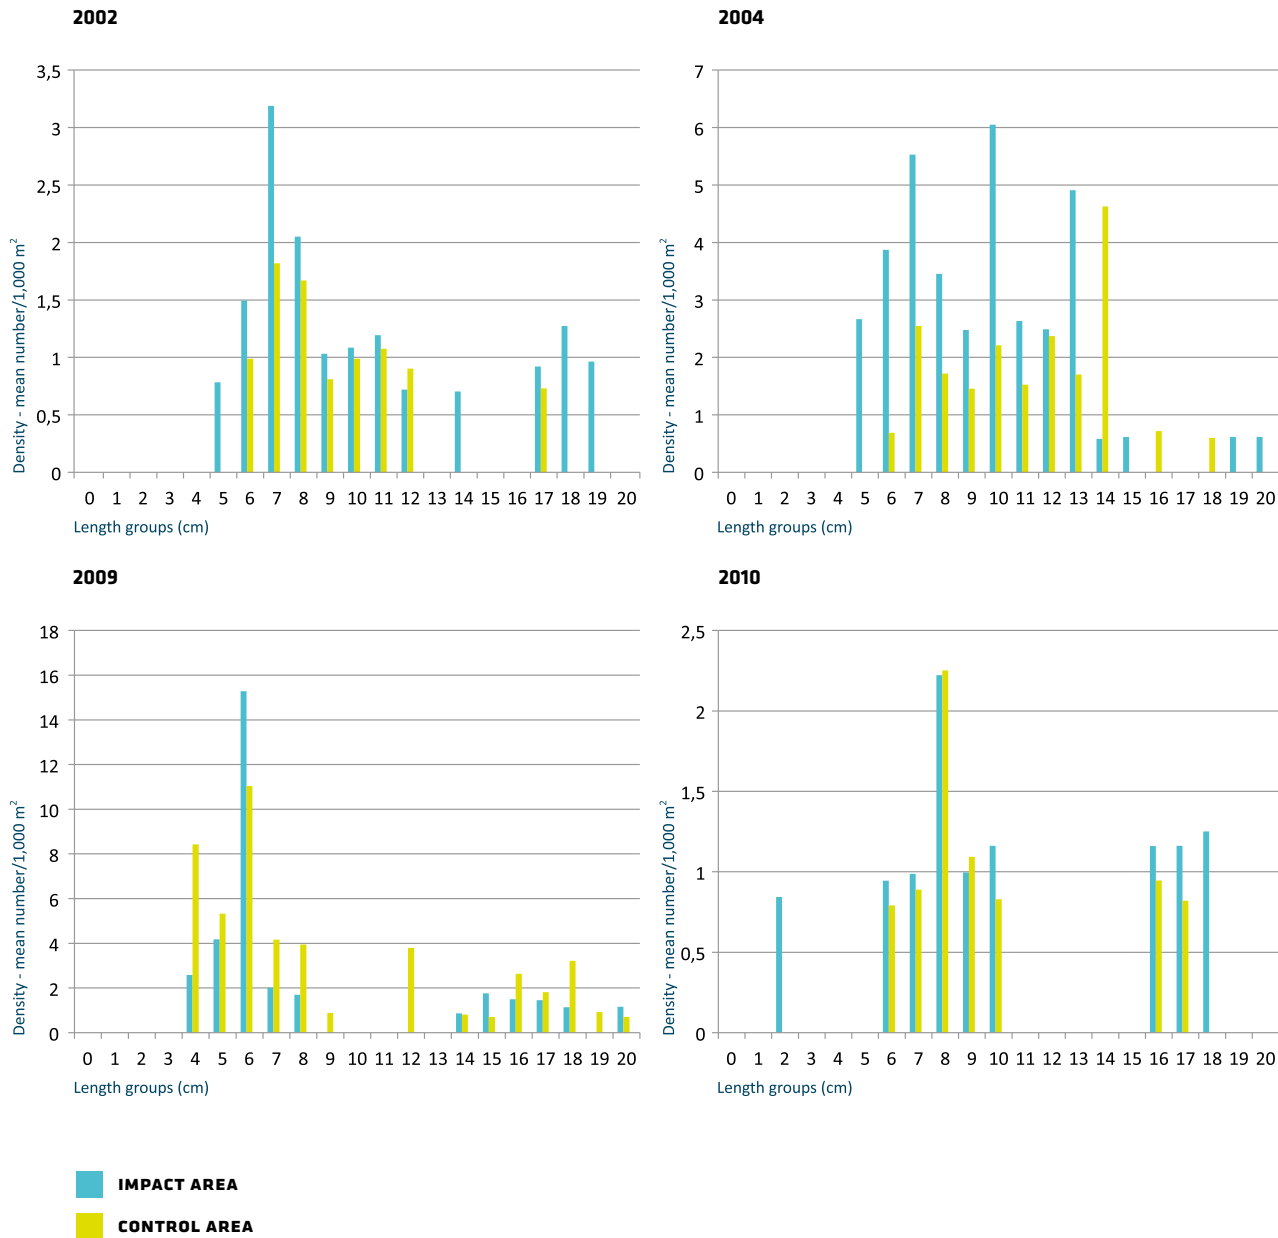 2002
3,5
3
2,5
2
1,5
1
0,5
0
Density - mean number/1,000 m²
0 1 2 3 4 5 6 7 8 9 10 11 12 13 14 15 16 17 18 19 20
Length groups (cm)
2004
7
6
5
4
3
2
1
0
Density - mean number/1,000 m²
0 1 2 3 4 5 6 7 8 9 10 11 12 13 14 15 16 17 18 19 20
Length groups (cm)
2009
18
16
14
12
10
8
6
4
2
0
Density - mean number/1,000 m²
0 1 2 3 4 5 6 7 8 9 10 11 12 13 14 15 16 17 18 19 20
Length groups (cm)
2010
2,5
2
1,5
1
0,5
0
Density - mean number/1,000 m²
0 1 2 3 4 5 6 7 8 9 10 11 12 13 14 15 16 17 18 19 20
Length groups (cm)
IMPACT AREA
CONTROL AREA